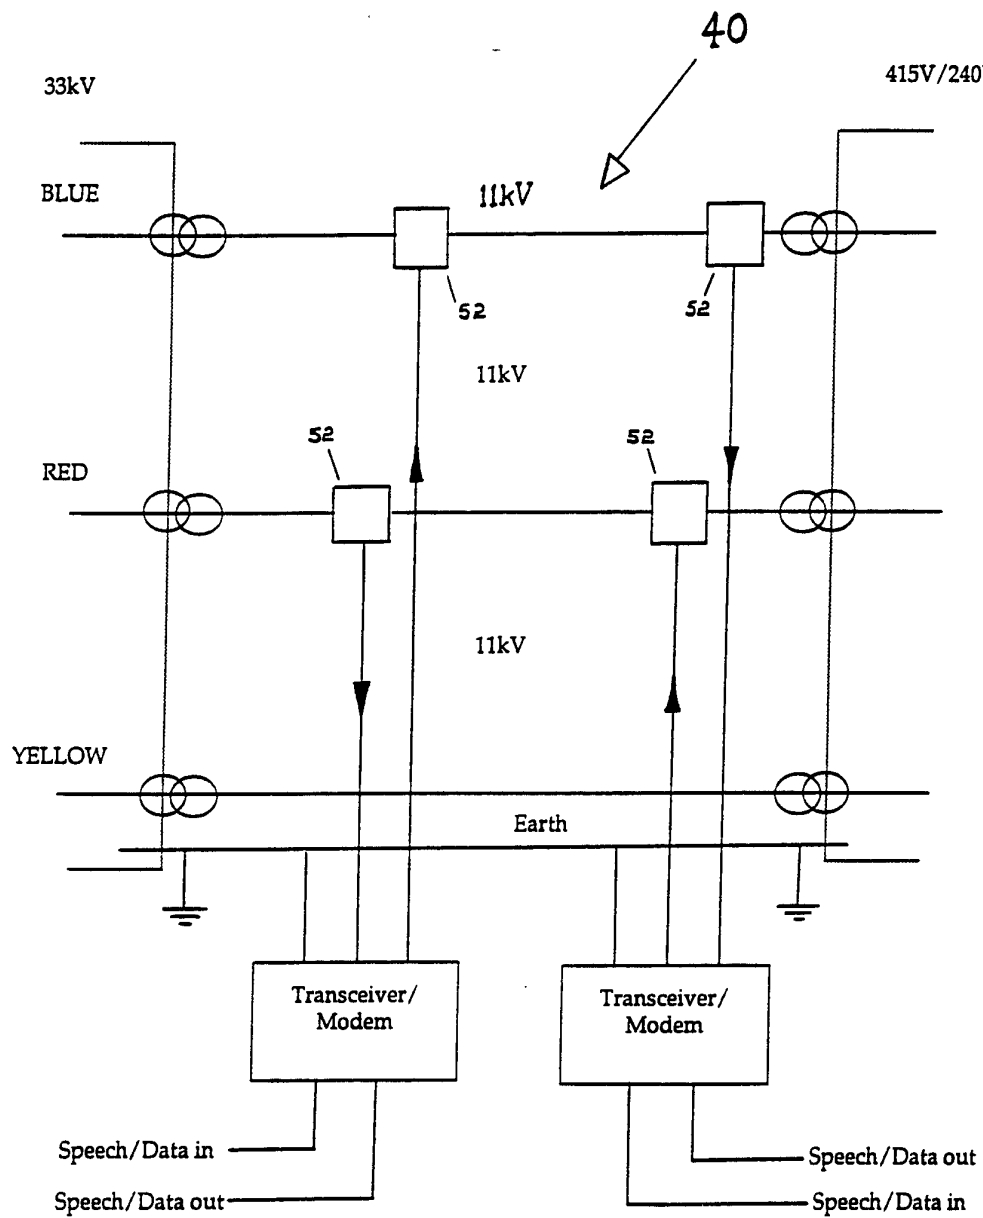 40
33kV
415V/240
BLUE
11kV
52
52
11kV
52
52
RED
11kV
YELLOW
Earth
Transceiver/
Modem
Transceiver/
Modem
Speech/Data in
Speech/Data out
Speech/Data out
Speech/Data in